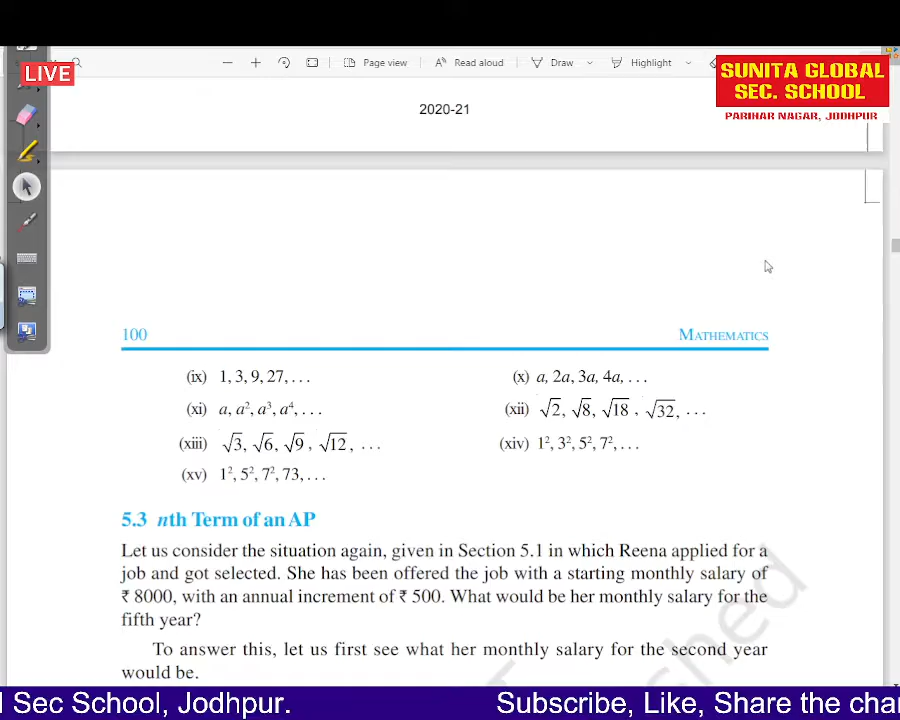 LIVE
Page view
Read aloud
Draw
Highlight
SUNITA GLOBAL
SEC. SCHOOL
PARIHAR NAGAR, JODHPUR
2020-21
100 MATHEMATICS
(ix) 1, 3, 9, 27, . . . (x) a, 2a, 3a, 4a, . . .
(xi) a, a², a³, a⁴, . . . (xii) √2, √8, √18, √32, . . .
(xiii) √3, √6, √9, √12, . . . (xiv) 1², 3², 5², 7², . . .
(xv) 1², 5², 7², 73, . . .
5.3 nth Term of an AP
Let us consider the situation again, given in Section 5.1 in which Reena applied for a
job and got selected. She has been offered the job with a starting monthly salary of
₹ 8000, with an annual increment of ₹ 500. What would be her monthly salary for the
fifth year?
To answer this, let us first see what her monthly salary for the second year
would be.
Sec School, Jodhpur. Subscribe, Like, Share the